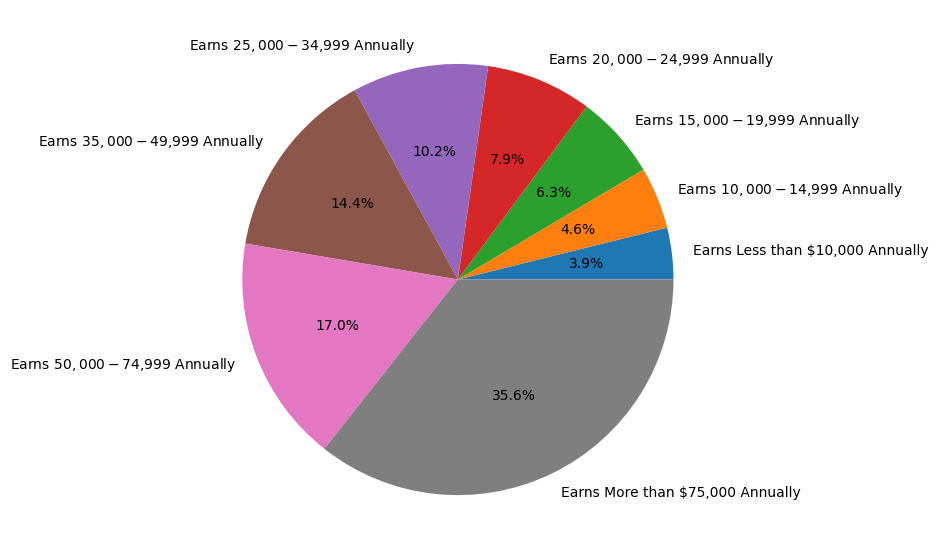 Earns 25,000 − 34,999 Annually
Earns 20,000 − 24,999 Annually
Earns 15,000 − 19,999 Annually
Earns 35,000 − 49,999 Annually
10.2%
7.9%
Earns 10,000 − 14,999 Annually
6.3%
14.4%
4.6%
Earns Less than $10,000 Annually
3.9%
17.0%
Earns 50,000 − 74,999 Annually
35.6%
Earns More than $75,000 Annually